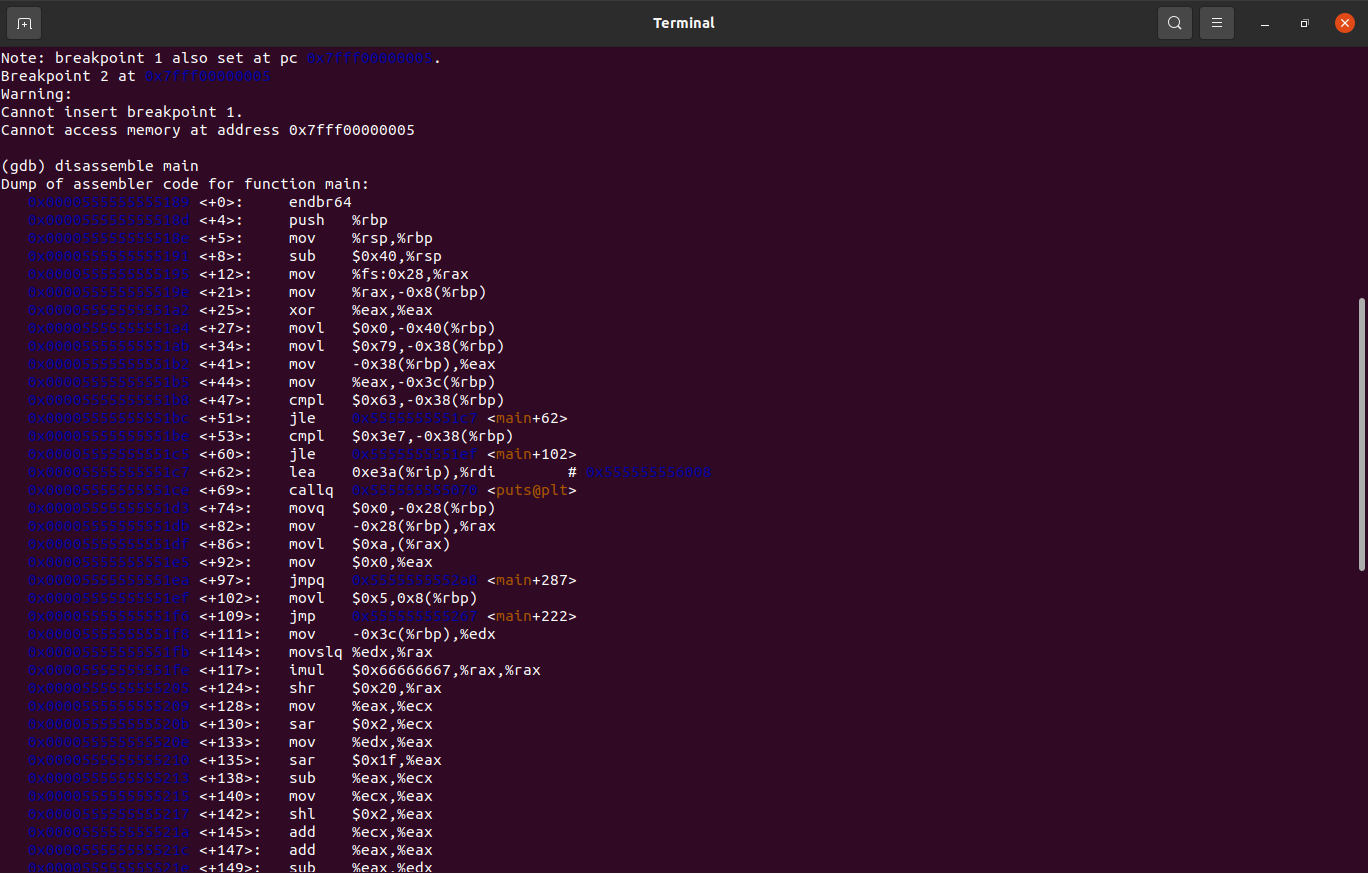 Terminal
Note: breakpoint 1 also set at pc 0x7fff00000005.
Breakpoint 2 at 0x7fff00000005
Warning:
Cannot insert breakpoint 1.
Cannot access memory at address 0x7fff00000005
(gdb) disassemble main
Dump of assembler code for function main:
0x0000555555555189 <+0>: endbr64
0x000055555555518d <+4>: push %rbp
0x000055555555518e <+5>: mov %rsp,%rbp
0x0000555555555191 <+8>: sub $0x40,%rsp
0x0000555555555195 <+12>: mov %fs:0x28,%rax
0x000055555555519e <+21>: mov %rax,-0x8(%rbp)
0x00005555555551a2 <+25>: xor %eax,%eax
0x00005555555551a4 <+27>: movl $0x0,-0x40(%rbp)
0x00005555555551ab <+34>: movl $0x79,-0x38(%rbp)
0x00005555555551b2 <+41>: mov -0x38(%rbp),%eax
0x00005555555551b5 <+44>: mov %eax,-0x3c(%rbp)
0x00005555555551b8 <+47>: cmpl $0x63,-0x38(%rbp)
0x00005555555551bc <+51>: jle 0x5555555551c7 <main+62>
0x00005555555551be <+53>: cmpl $0x3e7,-0x38(%rbp)
0x00005555555551c5 <+60>: jle 0x5555555551ef <main+102>
0x00005555555551c7 <+62>: lea 0xe3a(%rip),%rdi # 0x555555556008
0x00005555555551ce <+69>: callq 0x555555555070 <puts@plt>
0x00005555555551d3 <+74>: movq $0x0,-0x28(%rbp)
0x00005555555551db <+82>: mov -0x28(%rbp),%rax
0x00005555555551df <+86>: movl $0xa,(%rax)
0x00005555555551e5 <+92>: mov $0x0,%eax
0x00005555555551ea <+97>: jmpq 0x5555555552a8 <main+287>
0x00005555555551ef <+102>: movl $0x5,0x8(%rbp)
0x00005555555551f6 <+109>: jmp 0x555555555267 <main+222>
0x00005555555551f8 <+111>: mov -0x3c(%rbp),%edx
0x00005555555551fb <+114>: movslq %edx,%rax
0x00005555555551fe <+117>: imul $0x66666667,%rax,%rax
0x0000555555555205 <+124>: shr $0x20,%rax
0x0000555555555209 <+128>: mov %eax,%ecx
0x000055555555520b <+130>: sar $0x2,%ecx
0x000055555555520e <+133>: mov %edx,%eax
0x0000555555555210 <+135>: sar $0x1f,%eax
0x0000555555555213 <+138>: sub %eax,%ecx
0x0000555555555215 <+140>: mov %ecx,%eax
0x0000555555555217 <+142>: shl $0x2,%eax
0x000055555555521a <+145>: add %ecx,%eax
0x000055555555521c <+147>: add %eax,%eax
0x000055555555521e <+149>: sub %eax,%edx